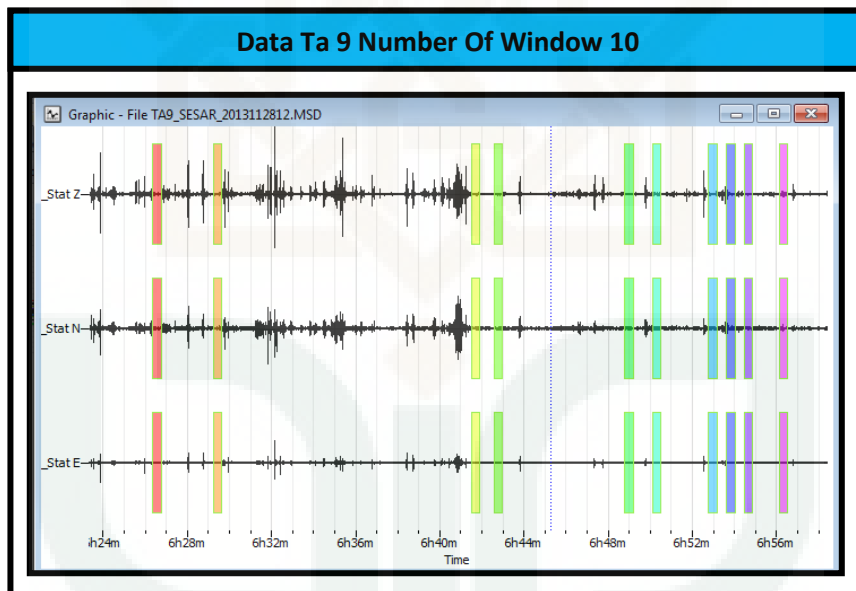 Data Ta 9 Number Of Window 10
Graphic - File TA9_SESAR_2013112812.MSD
_Stat Z
_Stat N
_Stat E
6h24m 6h28m 6h32m 6h36m 6h40m 6h44m 6h48m 6h52m 6h56m
Time